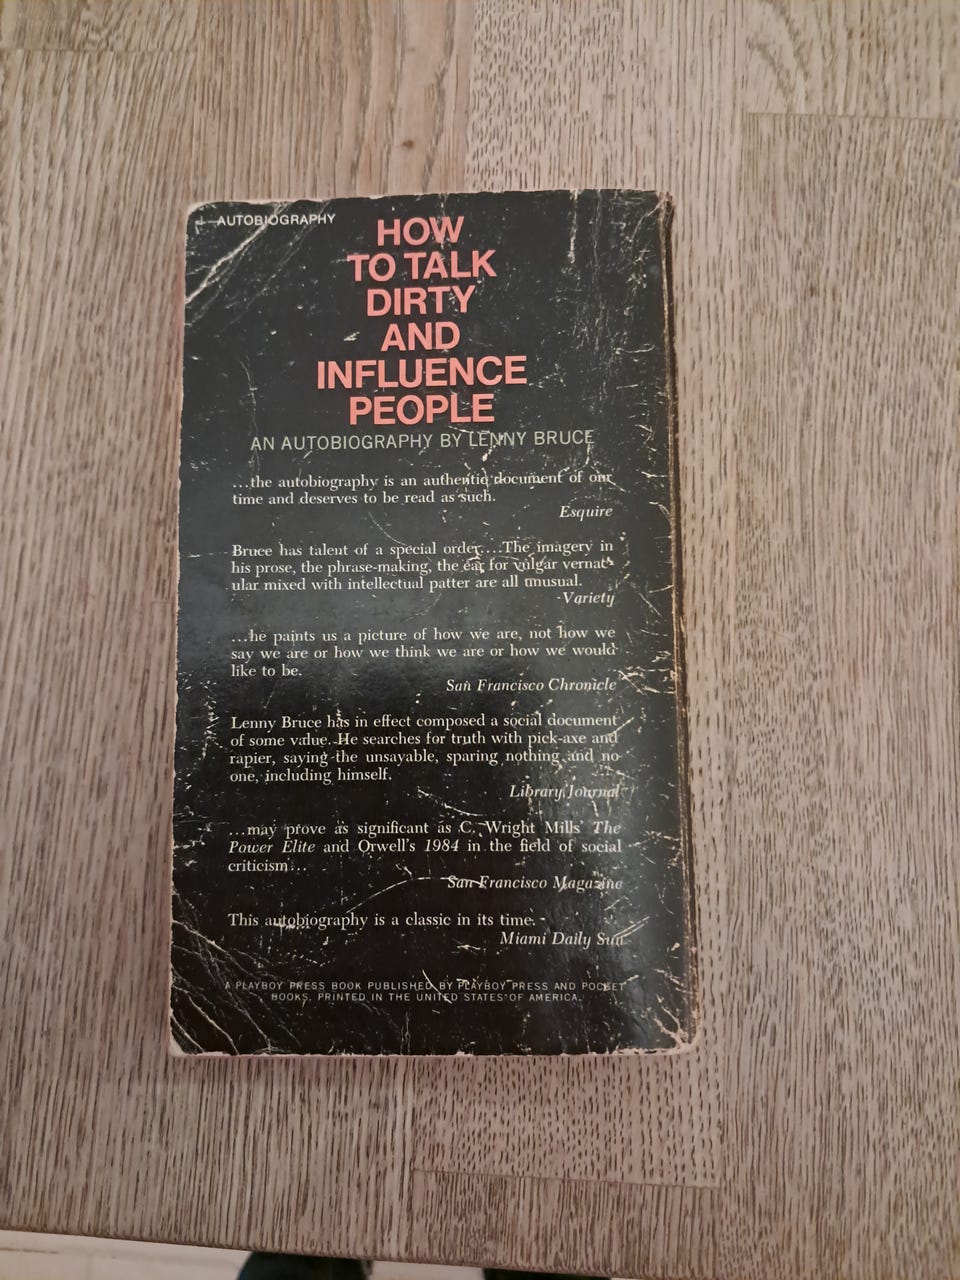 AUTOBIOGRAPHY
HOW
TO TALK
DIRTY
AND
INFLUENCE
PEOPLE
AN AUTOBIOGRAPHY BY LENNY BRUCE
...the autobiography is an authentic document of our
time and deserves to be read as such.
Esquire
Bruce has talent of a special order....The imagery in
his prose, the phrase-making, the ear for vulgar vernac-
ular mixed with intellectual patter are all unusual.
Variety
...he paints us a picture of how we are, not how we
say we are or how we think we are or how we would
like to be.
San Francisco Chronicle
Lenny Bruce has in effect composed a social document
of some value. He searches for truth with pick-axe and
rapier, saying the unsayable, sparing nothing and no
one, including himself.
Library Journal
...may prove as significant as C. Wright Mills' The
Power Elite and Orwell's 1984 in the field of social
criticism...
San Francisco Magazine
This autobiography is a classic in its time.
Miami Daily Sun
A PLAYBOY PRESS BOOK PUBLISHED BY PLAYBOY PRESS AND POCKET
BOOKS. PRINTED IN THE UNITED STATES OF AMERICA.